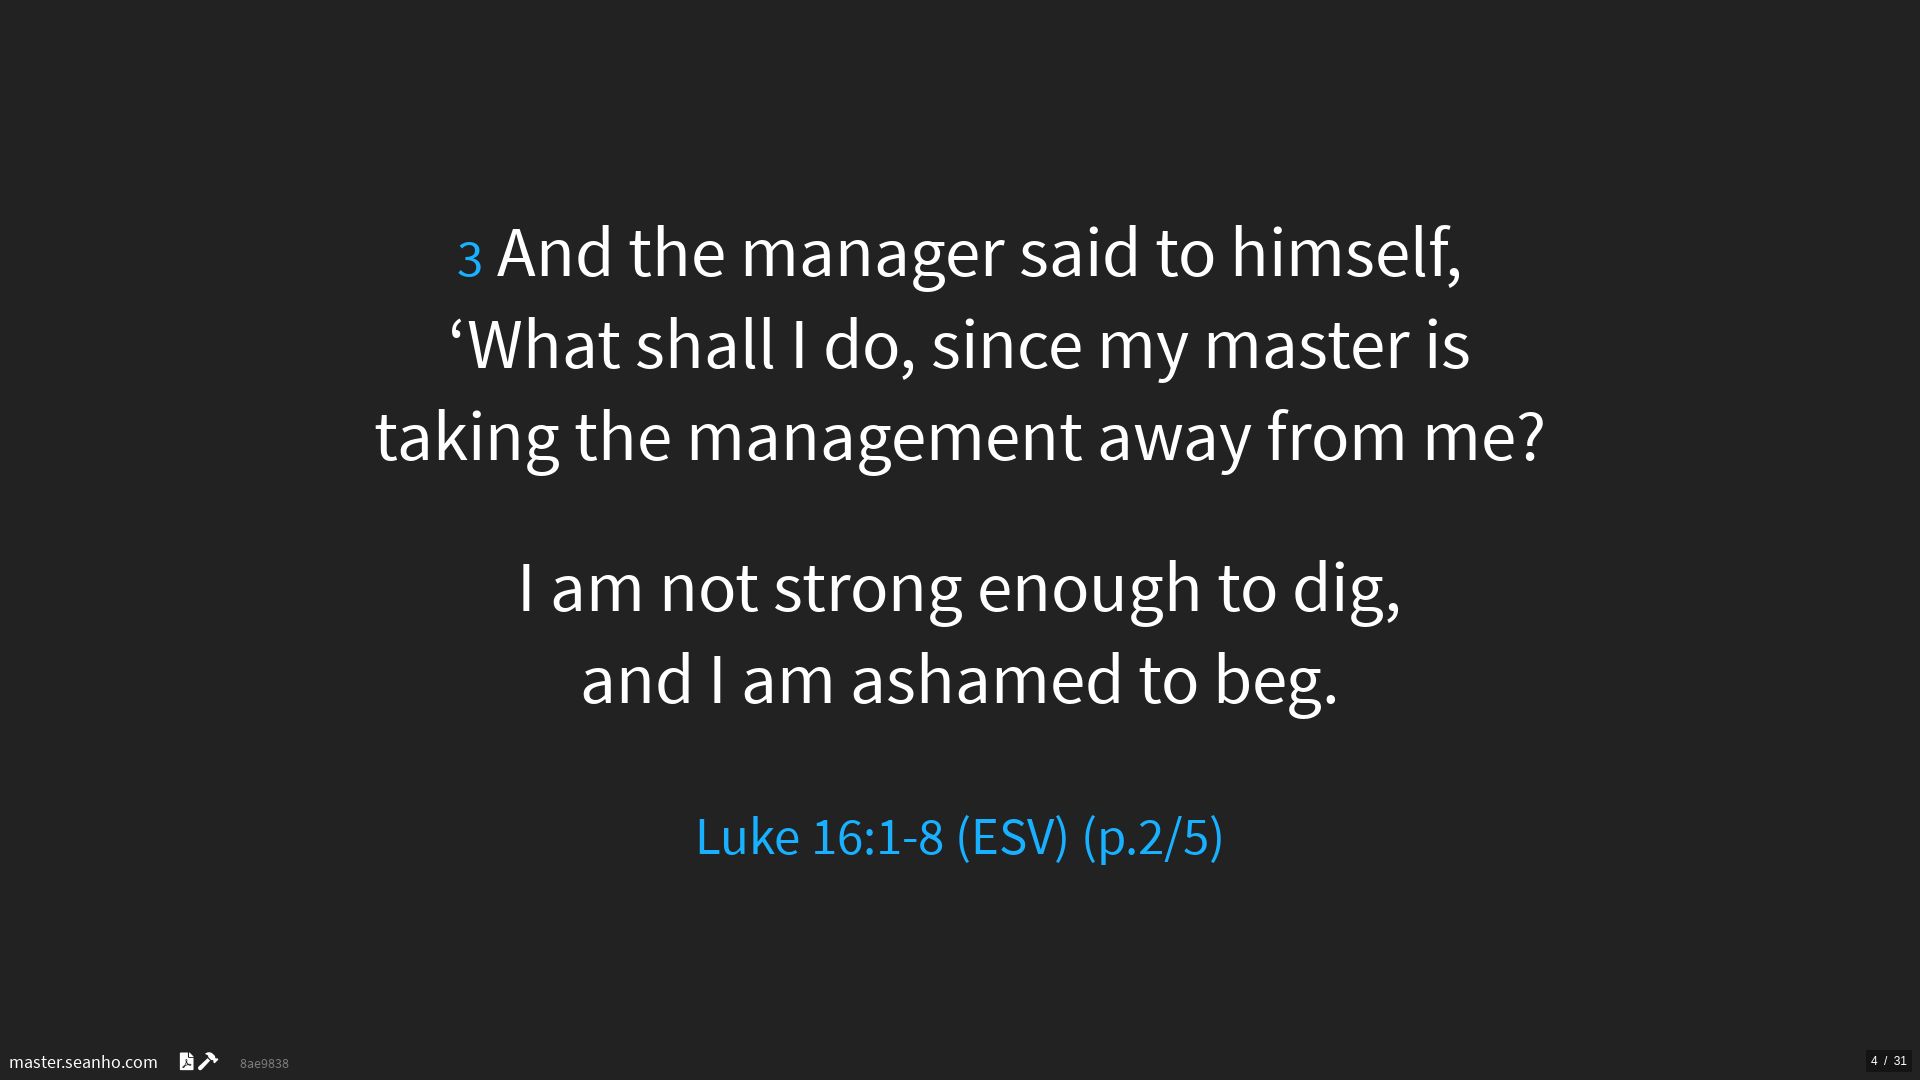 3 And the manager said to himself,
‘What shall I do, since my master is
taking the management away from me?
I am not strong enough to dig,
and I am ashamed to beg.
Luke 16:1-8 (ESV) (p.2/5)
master.seanho.com 8ae9838
4 / 31